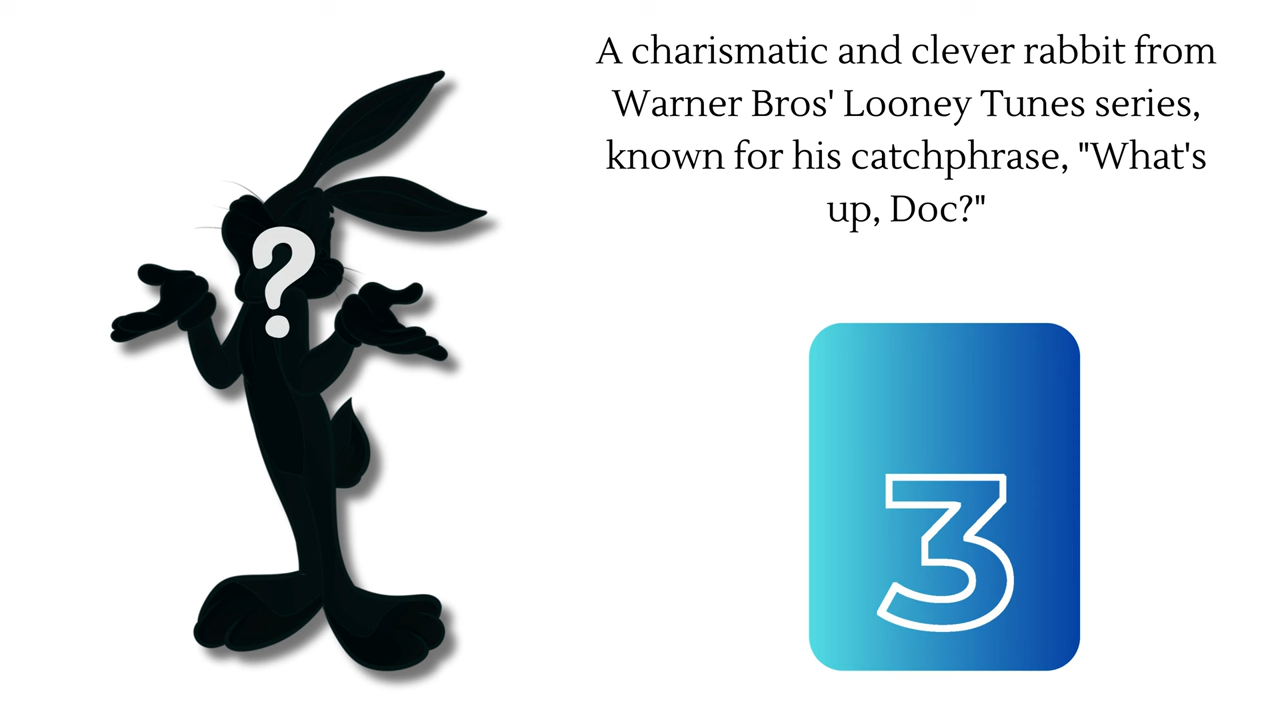 A charismatic and clever rabbit from
Warner Bros' Looney Tunes series,
known for his catchphrase, "What's
up, Doc?"
?
3